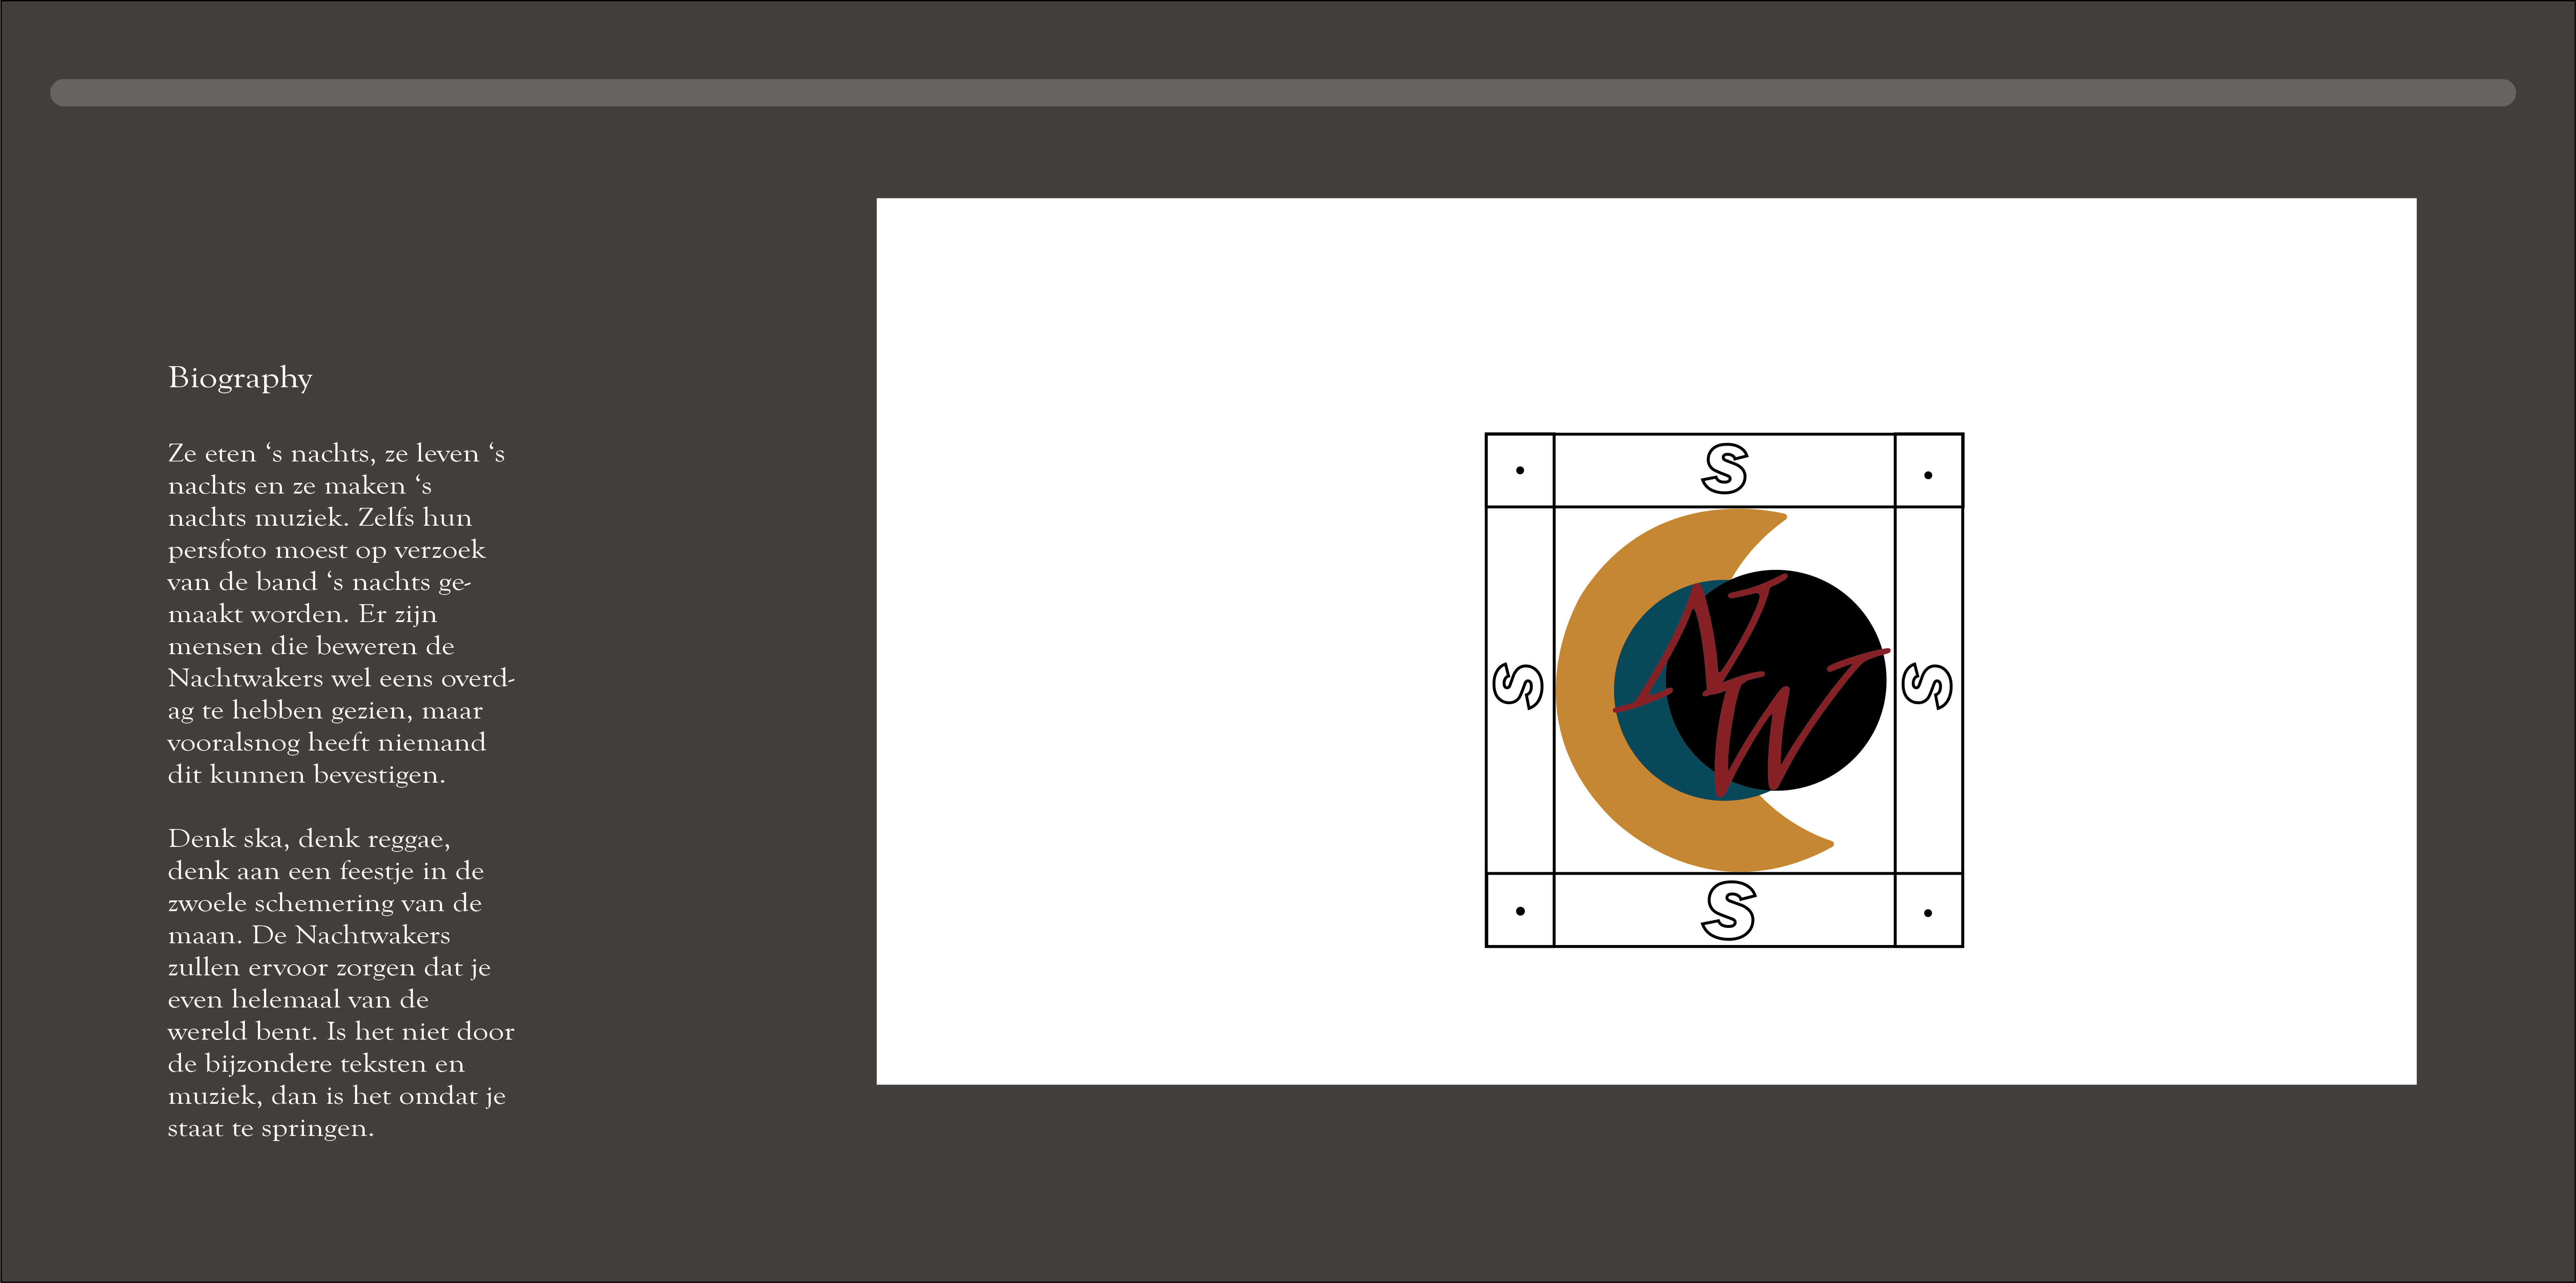 Biography
Ze eten ‘s nachts, ze leven ‘s
nachts en ze maken ‘s
nachts muziek. Zelfs hun
persfoto moest op verzoek
van de band ‘s nachts ge-
maakt worden. Er zijn
mensen die beweren de
Nachtwakers wel eens overd-
ag te hebben gezien, maar
vooralsnog heeft niemand
dit kunnen bevestigen.
Denk ska, denk reggae,
denk aan een feestje in de
zwoele schemering van de
maan. De Nachtwakers
zullen ervoor zorgen dat je
even helemaal van de
wereld bent. Is het niet door
de bijzondere teksten en
muziek, dan is het omdat je
staat te springen.
S
N
W
S
S
S